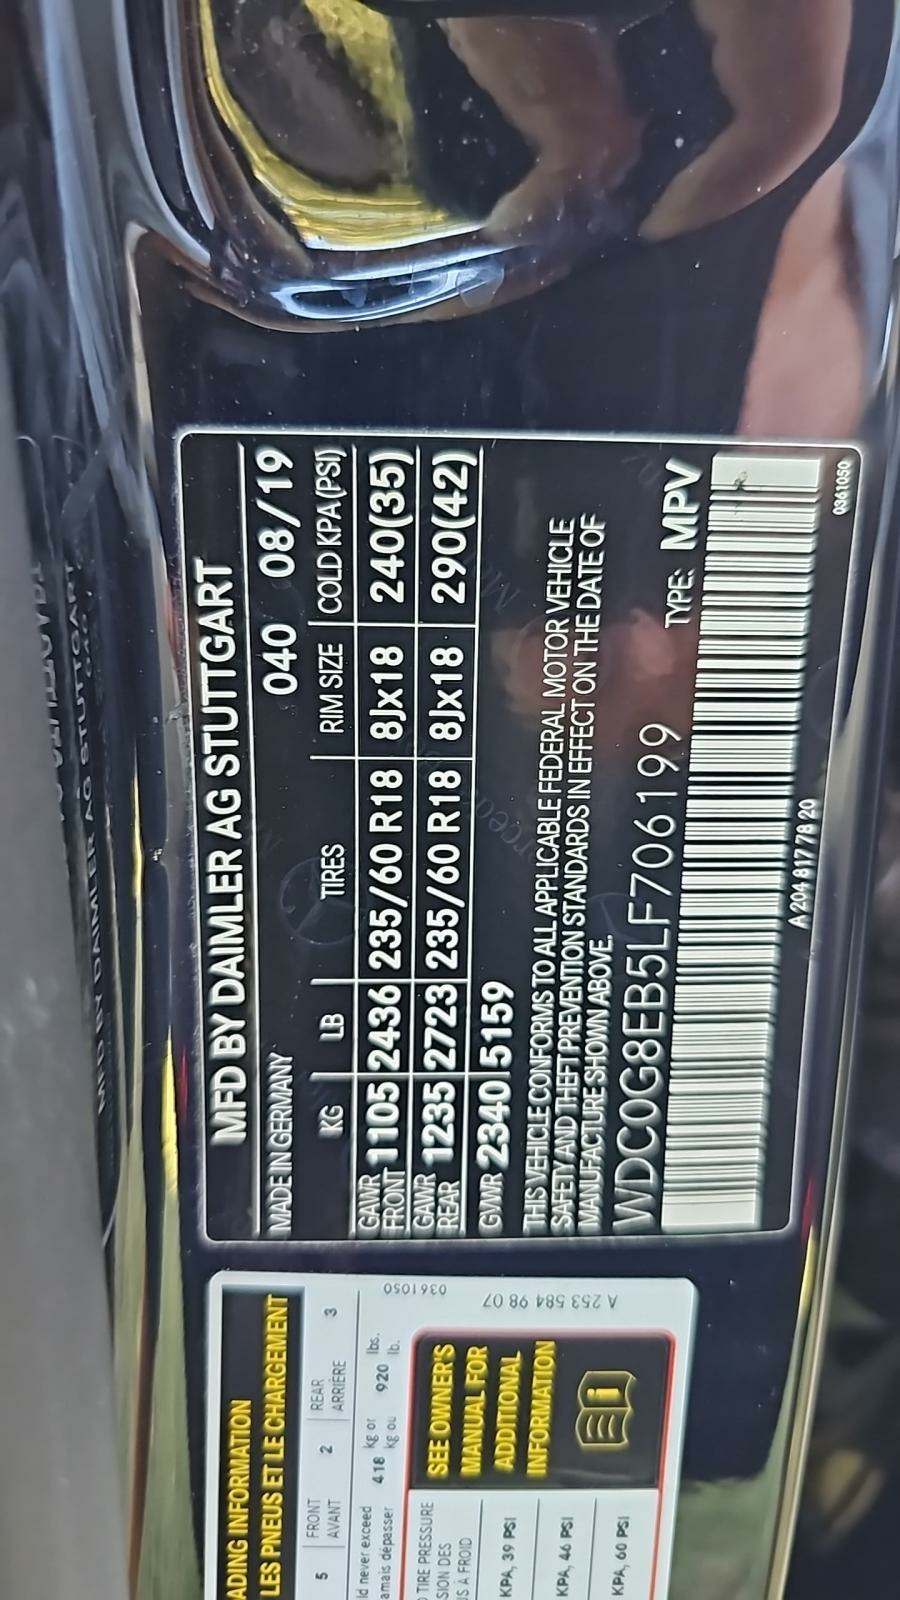 MFD BY DAIMLER AG STUTTGART
MADE IN GERMANY 040 08/19
KG LB TIRES RIM SIZE COLD KPA(PSI)
GAWR FRONT 1105 2436 235/60 R18 8Jx18 240(35)
GAWR REAR 1235 2723 235/60 R18 8Jx18 290(42)
GVWR 2340 5159
THIS VEHICLE CONFORMS TO ALL APPLICABLE FEDERAL MOTOR VEHICLE
SAFETY AND THEFT PREVENTION STANDARDS IN EFFECT ON THE DATE OF
MANUFACTURE SHOWN ABOVE.
WDC0G8EB5LF706199 TYPE: MPV
A 204 817 78 20
0361050
ADING INFORMATION
LES PNEUS ET LE CHARGEMENT
5 FRONT 2 REAR 3
AVANT ARRIÈRE
ld never exceed 418 kg or 920 lbs.
amais dépasser kg ou lb.
0361050
A 253 584 98 07
TIRE PRESSURE
SION DES
S À FROID
KPA, 39 PSI
KPA, 46 PSI
KPA, 60 PSI
SEE OWNER'S
MANUAL FOR
ADDITIONAL
INFORMATION
i